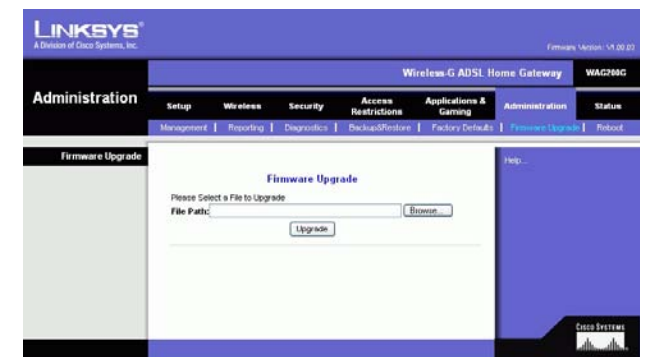 LINKSYS®
A Division of Cisco Systems, Inc.
Firmware Version: V1.00.03
Wireless-G ADSL Home Gateway WAG200G
Administration
Setup Wireless Security Access Restrictions Applications & Gaming Administration Status
Management | Reporting | Diagnostics | Backup&Restore | Factory Defaults | Firmware Upgrade | Reboot
Firmware Upgrade
Help...
Firmware Upgrade
Please Select a File to Upgrade
File Path: Browse...
Upgrade
CISCO SYSTEMS